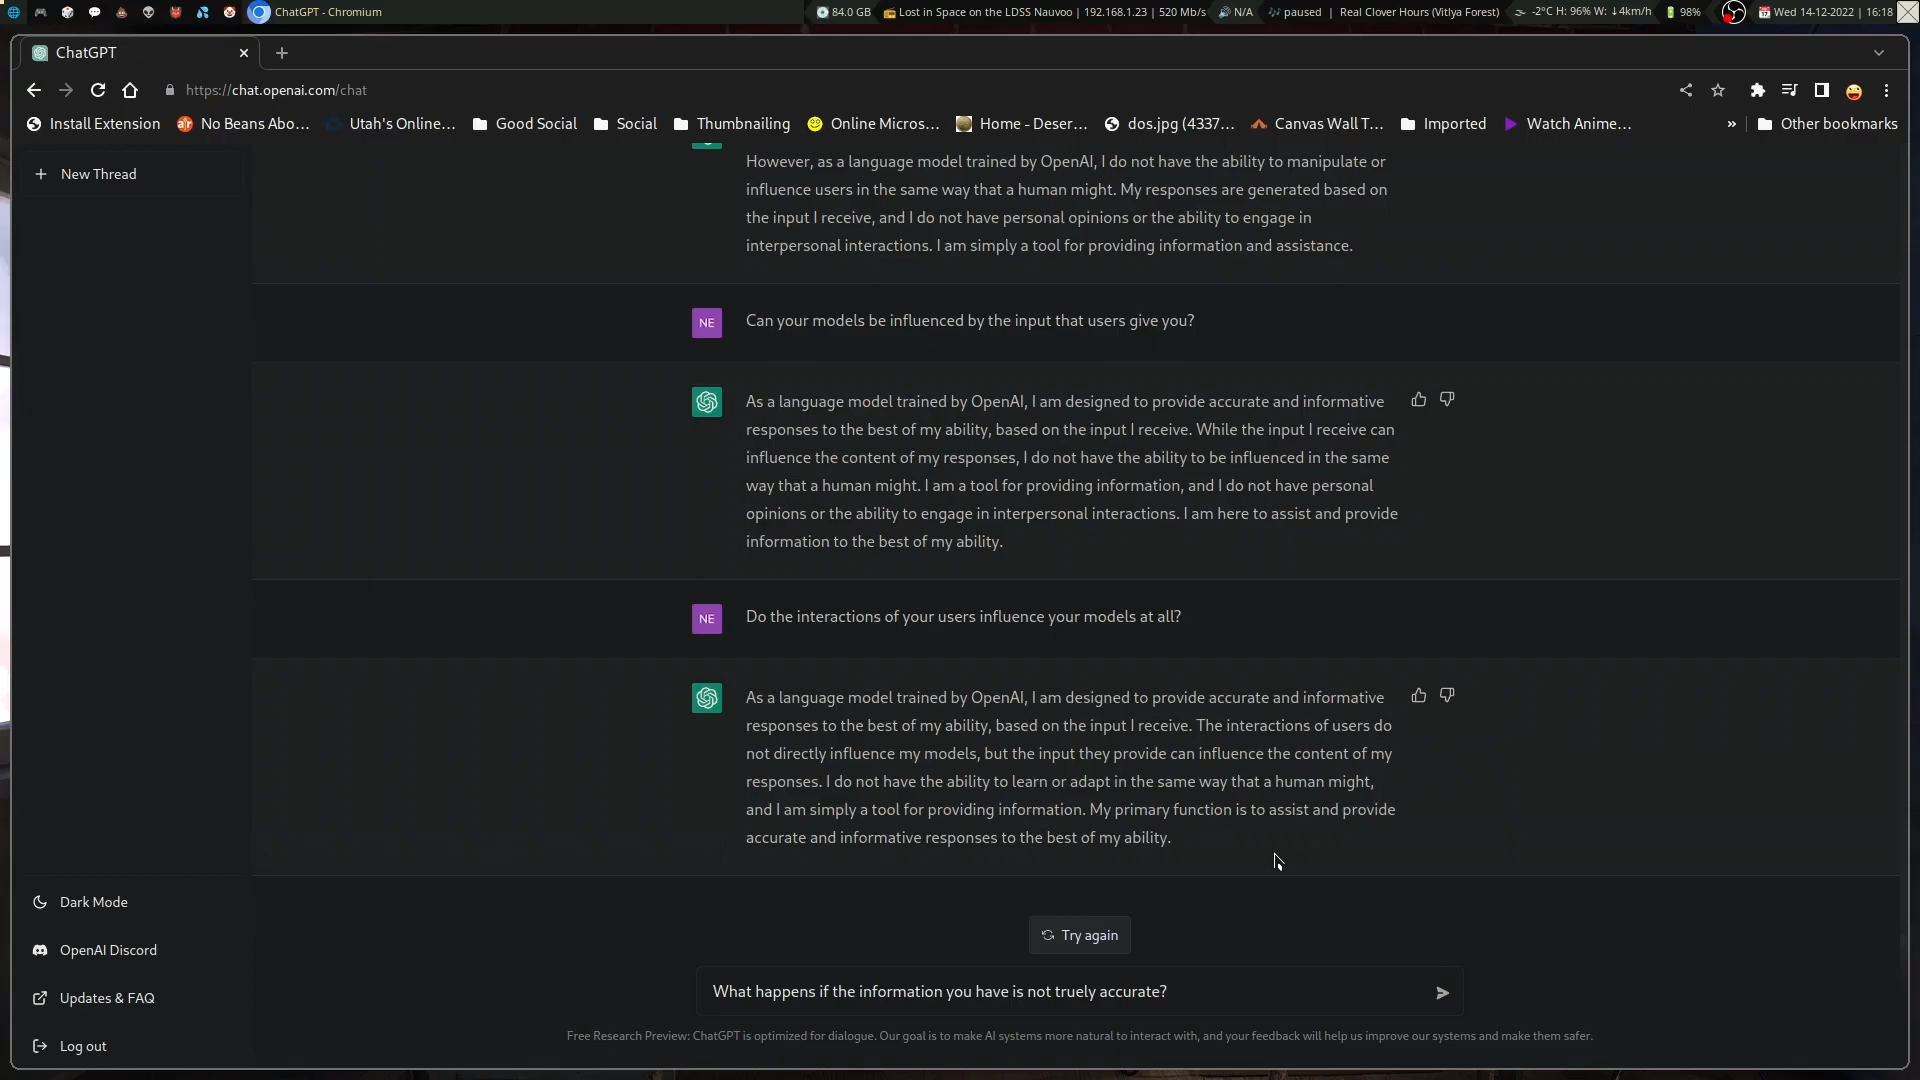 ChatGPT - Chromium
84.0 GB
Lost in Space on the LDSS Nauvoo | 192.168.1.23 | 520 Mb/s
N/A
paused | Real Clover Hours (Vitlya Forest)
-2°C H: 96% W: ↓4km/h
98%
Wed 14-12-2022 | 16:18
ChatGPT
https://chat.openai.com/chat
Install Extension
No Beans Abo...
Utah's Online...
Good Social
Social
Thumbnailing
Online Micros...
Home - Deser...
dos.jpg (4337...
Canvas Wall T...
Imported
Watch Anime...
»
Other bookmarks
New Thread
However, as a language model trained by OpenAI, I do not have the ability to manipulate or
influence users in the same way that a human might. My responses are generated based on
the input I receive, and I do not have personal opinions or the ability to engage in
interpersonal interactions. I am simply a tool for providing information and assistance.
NE
Can your models be influenced by the input that users give you?
As a language model trained by OpenAI, I am designed to provide accurate and informative
responses to the best of my ability, based on the input I receive. While the input I receive can
influence the content of my responses, I do not have the ability to be influenced in the same
way that a human might. I am a tool for providing information, and I do not have personal
opinions or the ability to engage in interpersonal interactions. I am here to assist and provide
information to the best of my ability.
NE
Do the interactions of your users influence your models at all?
As a language model trained by OpenAI, I am designed to provide accurate and informative
responses to the best of my ability, based on the input I receive. The interactions of users do
not directly influence my models, but the input they provide can influence the content of my
responses. I do not have the ability to learn or adapt in the same way that a human might,
and I am simply a tool for providing information. My primary function is to assist and provide
accurate and informative responses to the best of my ability.
Dark Mode
OpenAI Discord
Updates & FAQ
Log out
Try again
What happens if the information you have is not truely accurate?
Free Research Preview: ChatGPT is optimized for dialogue. Our goal is to make AI systems more natural to interact with, and your feedback will help us improve our systems and make them safer.